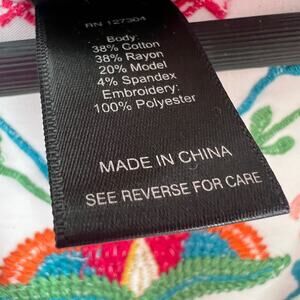 RN 127304
Body:
38% Cotton
38% Rayon
20% Model
4% Spandex
Embroidery:
100% Polyester
MADE IN CHINA
SEE REVERSE FOR CARE